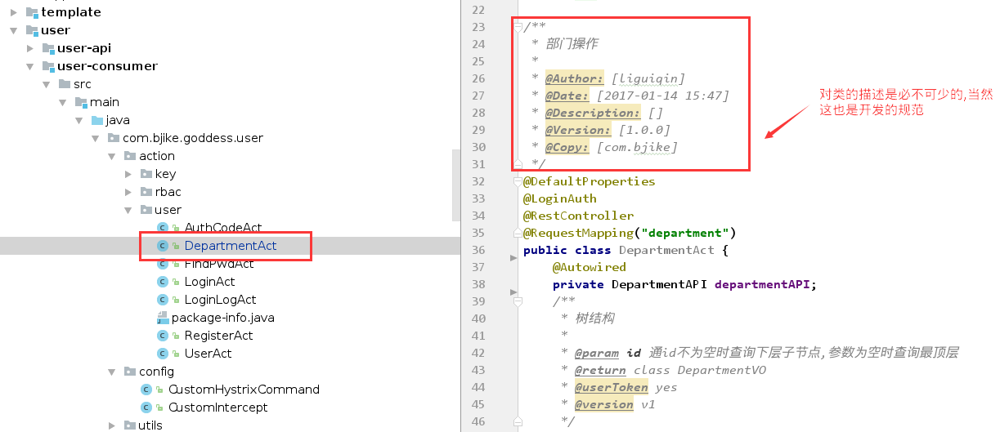 template
user
user-api
user-consumer
src
main
java
com.bjike.goddess.user
action
key
rbac
user
AuthCodeAct
DepartmentAct
FindPwdAct
LoginAct
LoginLogAct
package-info.java
RegisterAct
UserAct
config
CustomHystrixCommand
CustomIntercept
utils
22
23 /**
24 * 部门操作
25 *
26 * @Author: [liguiqin]
27 * @Date: [2017-01-14 15:47]
28 * @Description: []
29 * @Version: [1.0.0]
30 * @Copy: [com.bjike]
31 */
32 @DefaultProperties
33 @LoginAuth
34 @RestController
35 @RequestMapping("department")
36 public class DepartmentAct {
37 @Autowired
38 private DepartmentAPI departmentAPI;
39 /**
40 * 树结构
41 *
42 * @param id 通id不为空时查询下层子节点,参数为空时查询最顶层
43 * @return class DepartmentVO
44 * @userToken yes
45 * @version v1
46 */
对类的描述是必不可少的,当然
这也是开发的规范